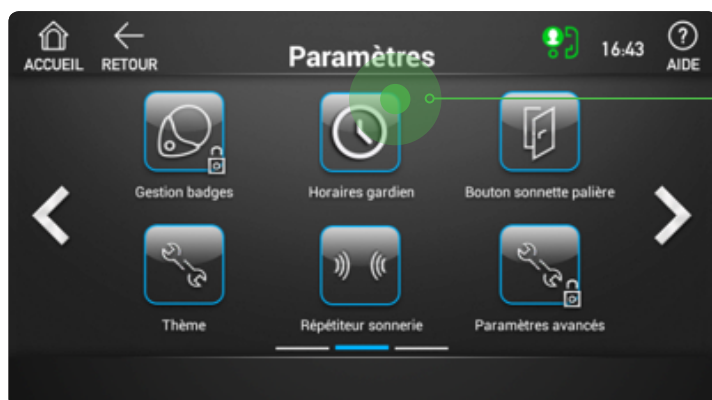 Paramètres
16:43
ACCUEIL
RETOUR
AIDE
Gestion badges
Horaires gardien
Bouton sonnette palière
Thème
Répétiteur sonnerie
Paramètres avancés